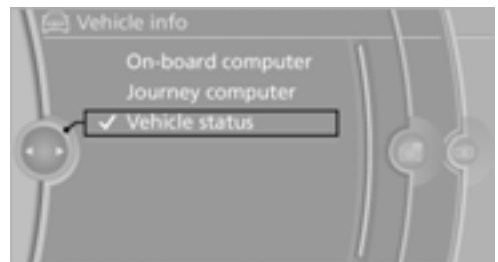 Vehicle info
On-board computer
Journey computer
✓ Vehicle status